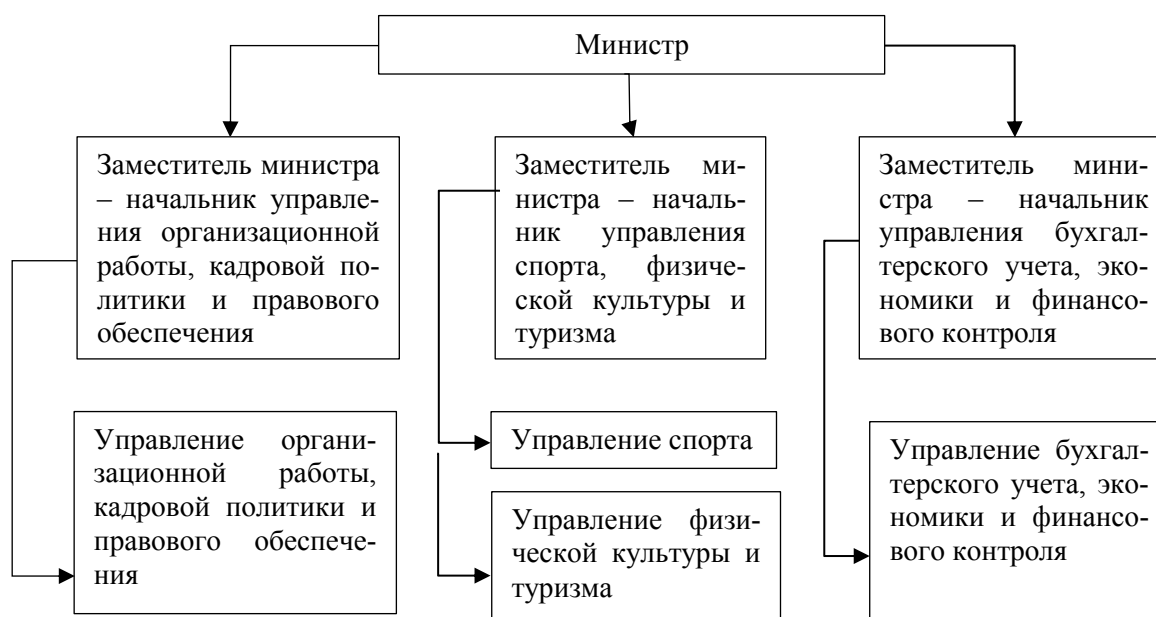 Министр
Заместитель министра
– начальник управле-
ния организационной
работы, кадровой по-
литики и правового
обеспечения
Заместитель ми-
нистра – началь-
ник управления
спорта, физиче-
ской культуры и
туризма
Заместитель мини-
стра – начальник
управления бухгал-
терского учета, эко-
номики и финансо-
вого контроля
Управление органи-
зационной работы,
кадровой политики и
правового обеспече-
ния
Управление спорта
Управление физи-
ческой культуры и
туризма
Управление бухгал-
терского учета, эко-
номики и финансо-
вого контроля